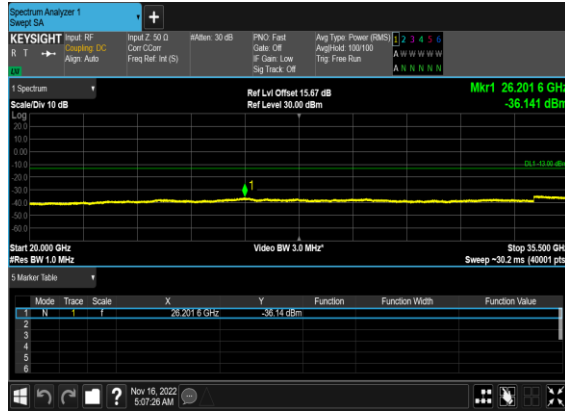 Spectrum Analyzer 1
Swept SA
+
KEYSIGHT Input: RF
R T Coupling: DC
Align: Auto
Input Z: 50 Ω
Corr CCorr
Freq Ref: Int (S)
#Atten: 30 dB
PNO: Fast
Gate: Off
IF Gain: Low
Sig Track: Off
Avg Type: Power (RMS)
Avg|Hold: 100/100
Trig: Free Run
1 2 3 4 5 6
A W W W W W
A N N N N N
1 Spectrum
Scale/Div 10 dB
Ref Lvl Offset 15.67 dB
Ref Level 30.00 dBm
Mkr1 26.201 6 GHz
-36.141 dBm
Log
20.0
10.0
0.00
-10.0
DL1 -13.00 dBm
-20.0
-30.0
-40.0
-50.0
-60.0
1
Start 20.000 GHz
#Res BW 1.0 MHz
Video BW 3.0 MHz*
Stop 35.500 GHz
Sweep ~30.2 ms (40001 pts)
5 Marker Table
Mode Trace Scale X Y Function Function Width Function Value
1 N 1 f 26.201 6 GHz -36.14 dBm
2
3
4
5
6
?
Nov 16, 2022
5:07:26 AM